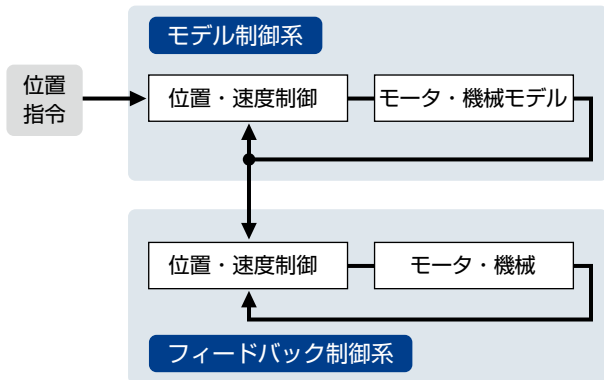 モデル制御系
位置
指令
位置・速度制御
モータ・機械モデル
位置・速度制御
モータ・機械
フィードバック制御系